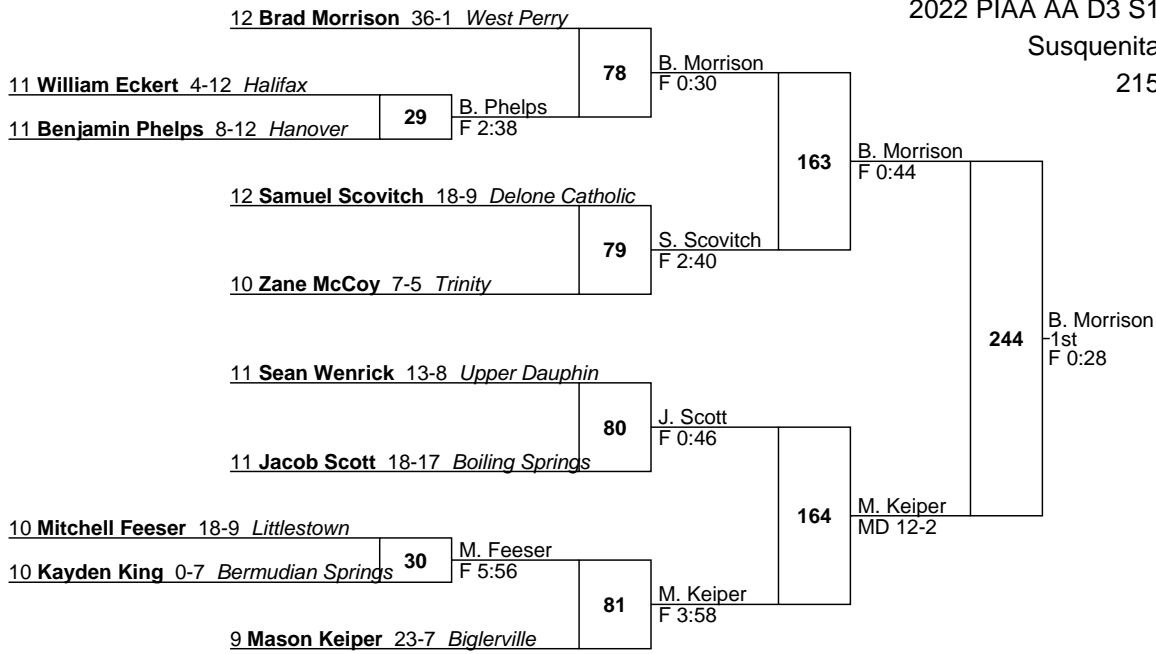 2022 PIAA AA D3 S1
Susquenita
215
12 Brad Morrison 36-1 West Perry
11 William Eckert 4-12 Halifax
11 Benjamin Phelps 8-12 Hanover
29
B. Phelps
F 2:38
78
B. Morrison
F 0:30
12 Samuel Scovitch 18-9 Delone Catholic
10 Zane McCoy 7-5 Trinity
79
S. Scovitch
F 2:40
163
B. Morrison
F 0:44
11 Sean Wenrick 13-8 Upper Dauphin
11 Jacob Scott 18-17 Boiling Springs
80
J. Scott
F 0:46
10 Mitchell Feeser 18-9 Littlestown
10 Kayden King 0-7 Bermudian Springs
30
M. Feeser
F 5:56
9 Mason Keiper 23-7 Biglerville
81
M. Keiper
F 3:58
164
M. Keiper
MD 12-2
244
B. Morrison
1st
F 0:28